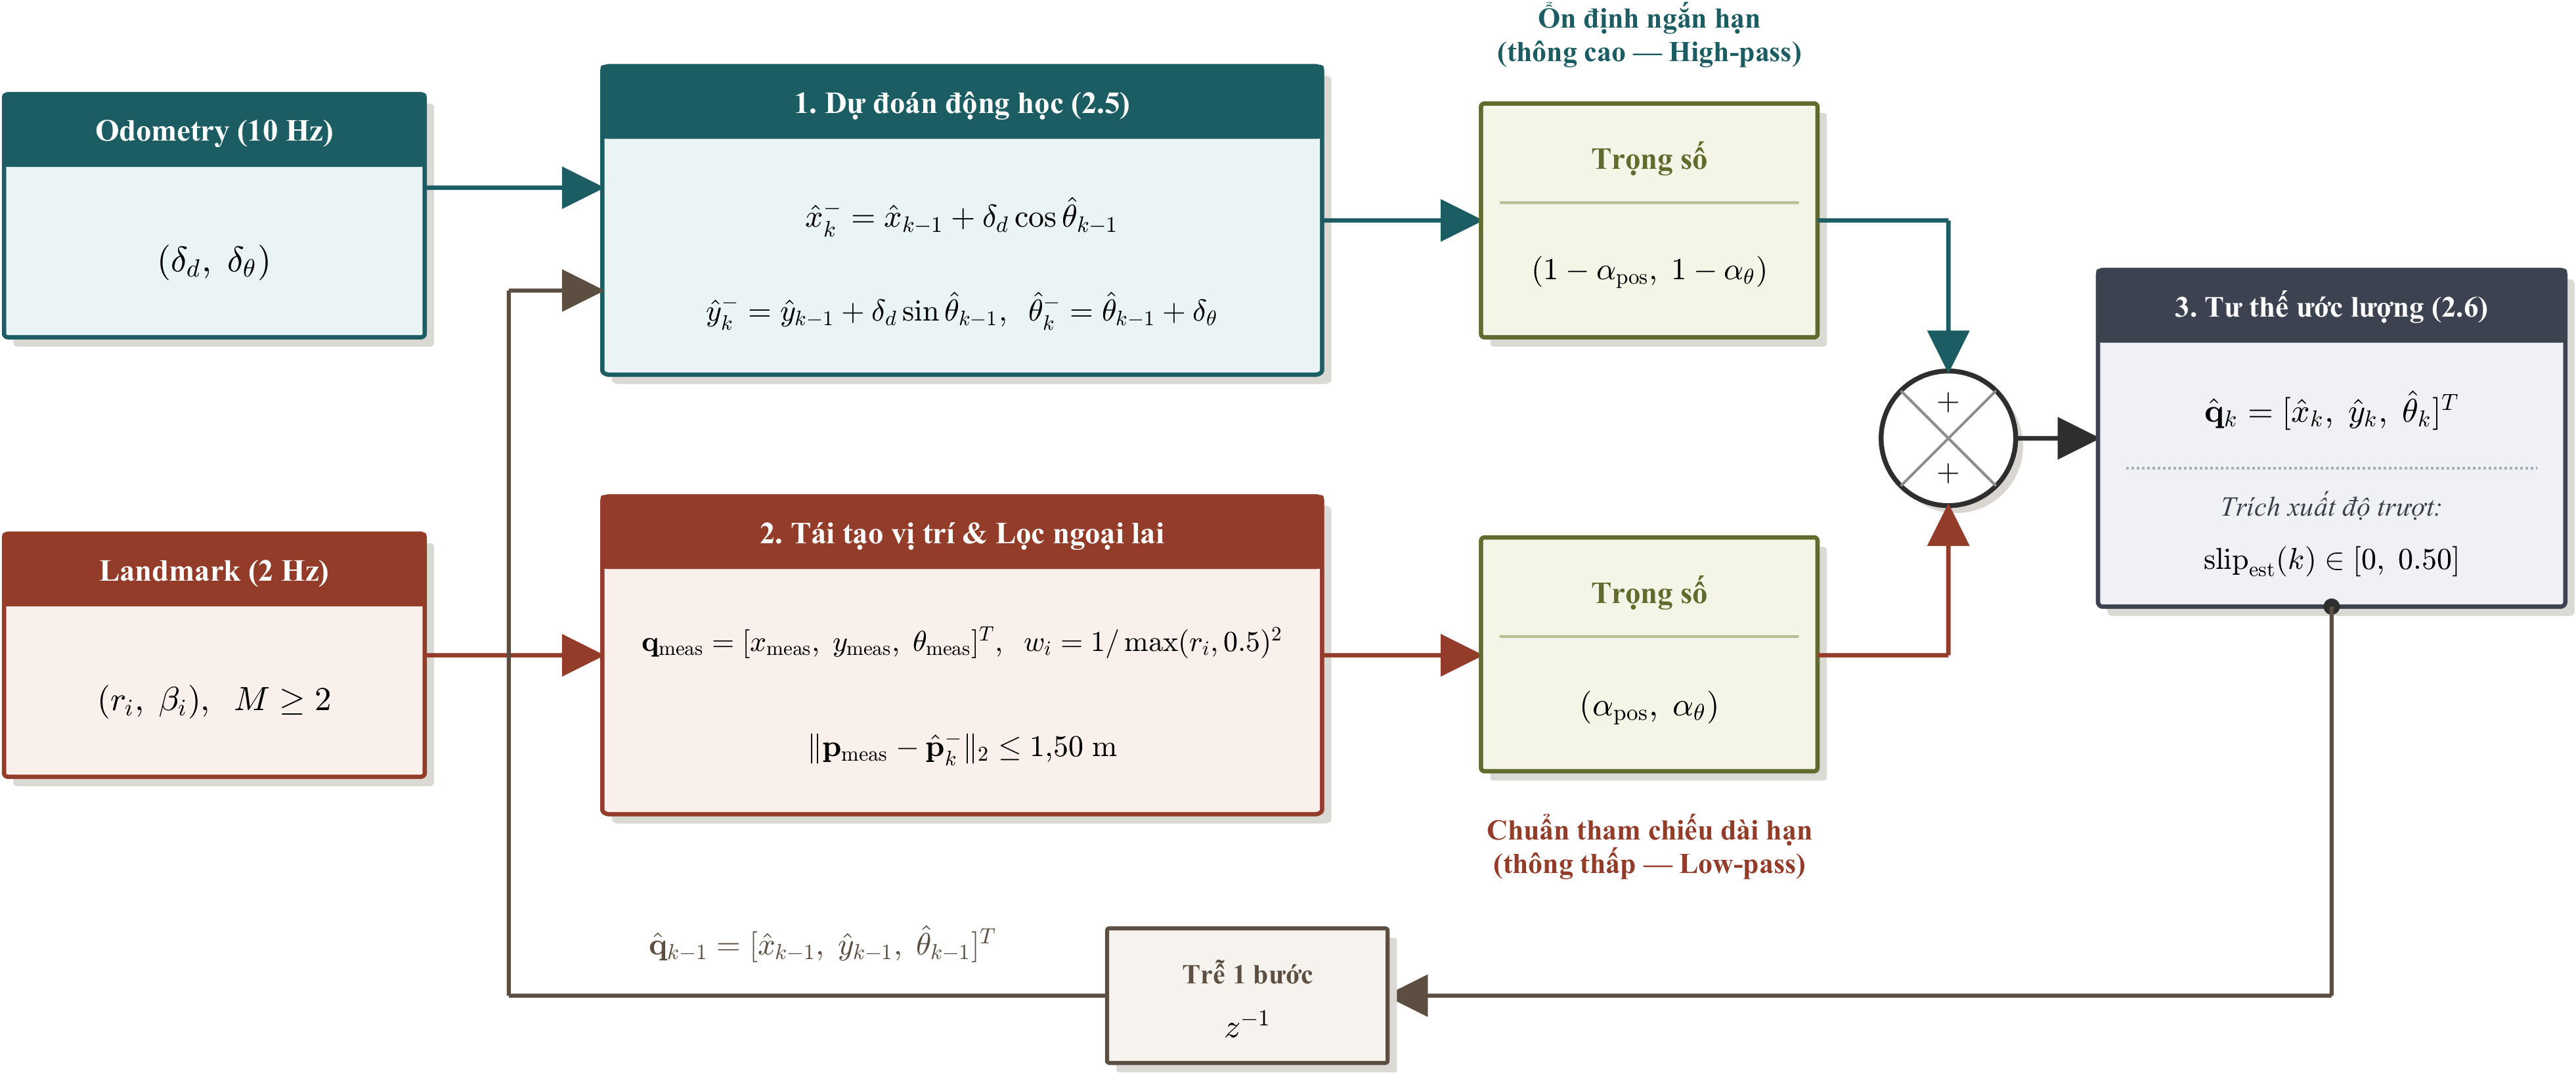 Ổn định ngắn hạn
(thông cao — High-pass)
Odometry (10 Hz)
(δ_d, δ_θ)
1. Dự đoán động học (2.5)
x̂_k^− = x̂_{k−1} + δ_d cos θ̂_{k−1}
ŷ_k^− = ŷ_{k−1} + δ_d sin θ̂_{k−1}, θ̂_k^− = θ̂_{k−1} + δ_θ
Trọng số
(1 − α_pos, 1 − α_θ)
+
+
3. Tư thế ước lượng (2.6)
q̂_k = [x̂_k, ŷ_k, θ̂_k]^T
Trích xuất độ trượt:
slip_est(k) ∈ [0, 0.50]
Landmark (2 Hz)
(r_i, β_i), M ≥ 2
2. Tái tạo vị trí & Lọc ngoại lai
q_meas = [x_meas, y_meas, θ_meas]^T, w_i = 1/ max(r_i, 0.5)^2
‖p_meas − p̂_k^−‖_2 ≤ 1,50 m
Trọng số
(α_pos, α_θ)
Chuẩn tham chiếu dài hạn
(thông thấp — Low-pass)
q̂_{k−1} = [x̂_{k−1}, ŷ_{k−1}, θ̂_{k−1}]^T
Trễ 1 bước
z^{−1}